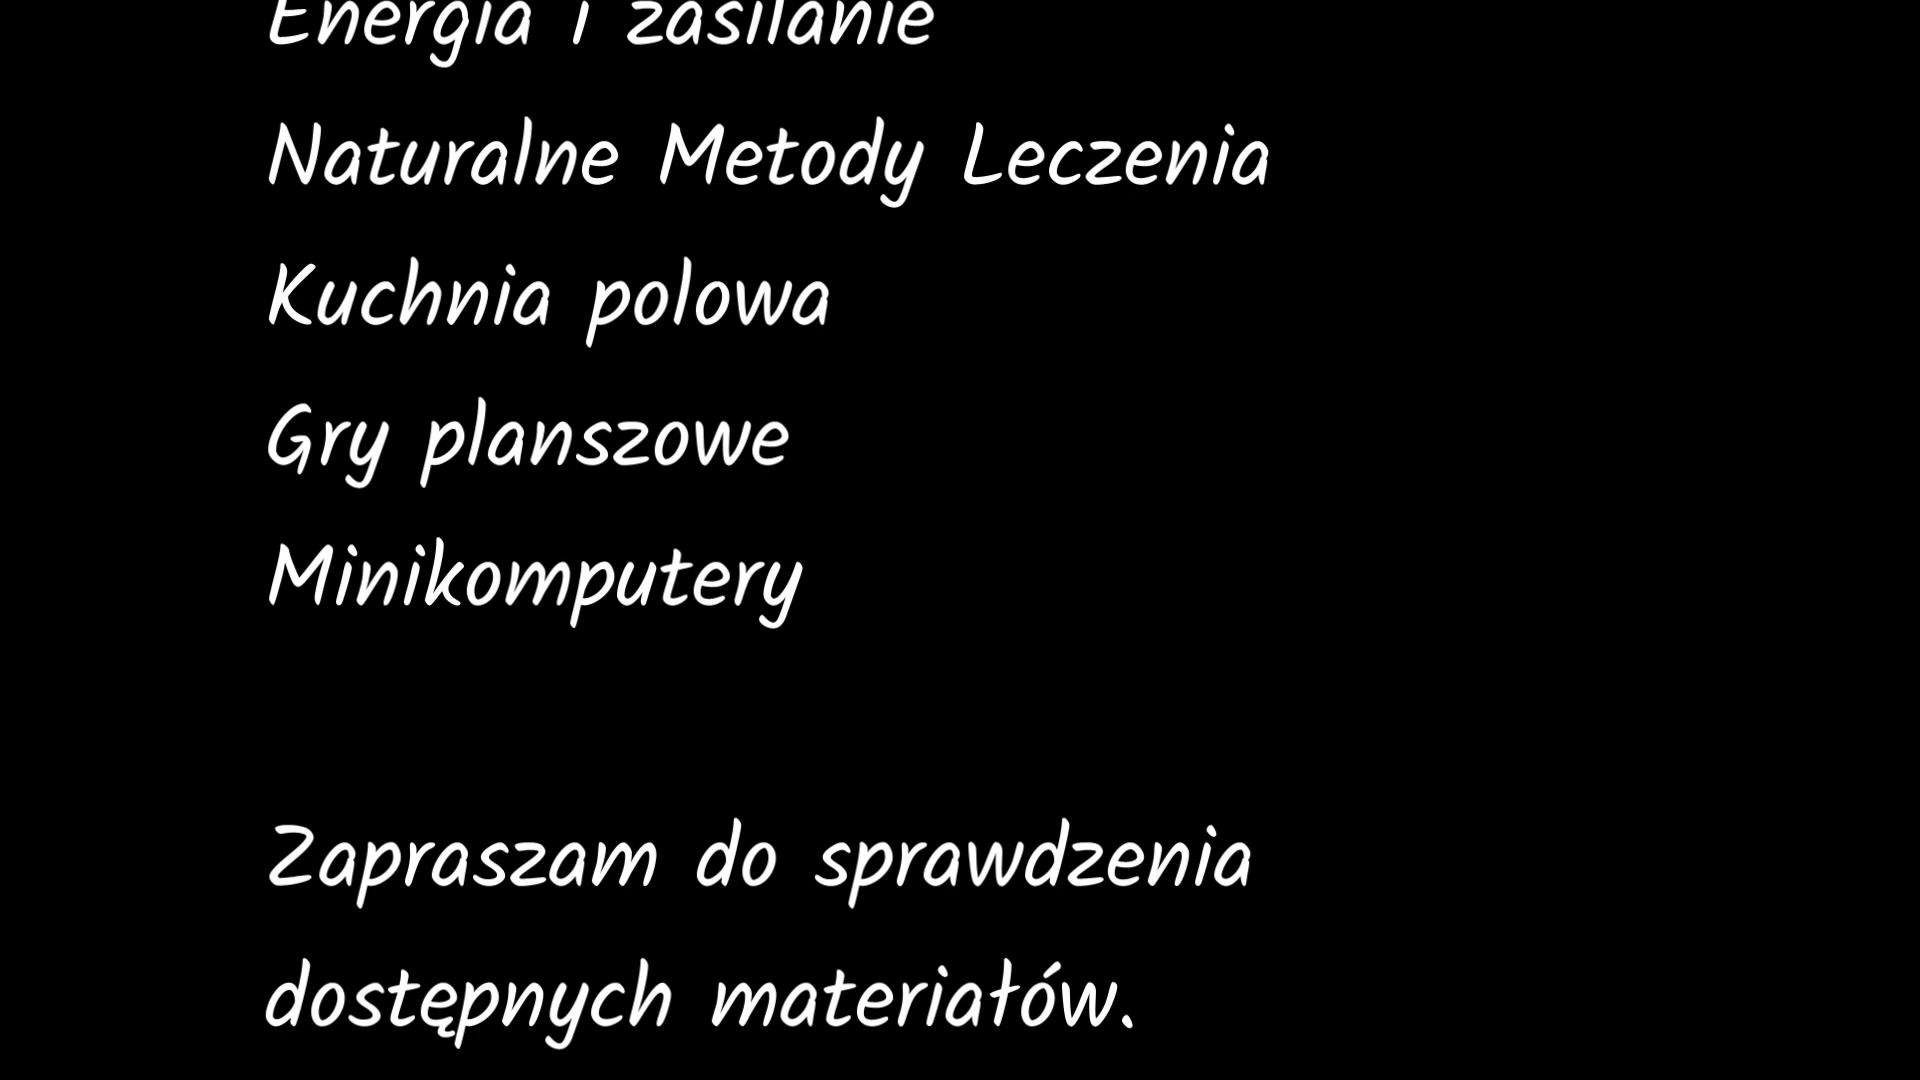 Energia i zasilanie
Naturalne Metody Leczenia
Kuchnia polowa
Gry planszowe
Minikomputery
Zapraszam do sprawdzenia
dostępnych materiałów.